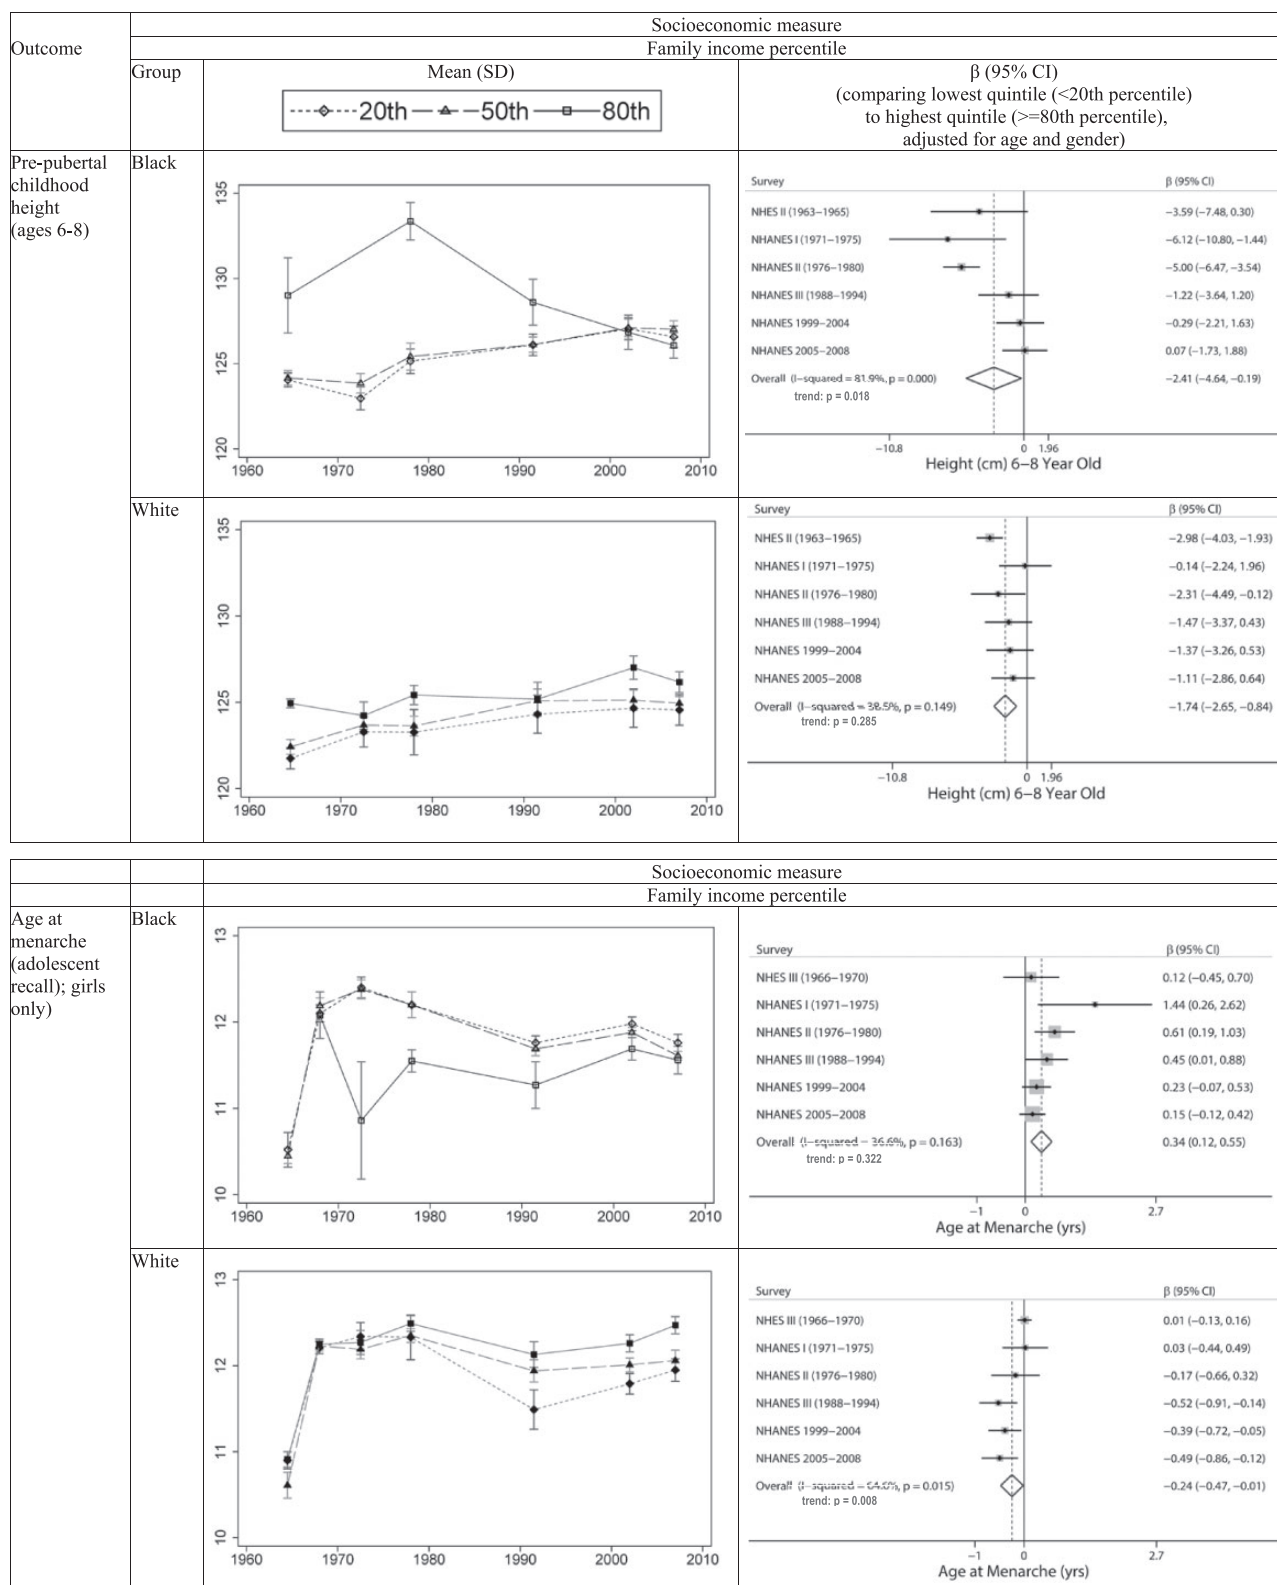 Socioeconomic measure
Outcome
Family income percentile
Group
Mean (SD)
20th 50th 80th
β (95% CI)
(comparing lowest quintile (<20th percentile)
to highest quintile (>=80th percentile),
adjusted for age and gender)
Pre-pubertal
childhood
height
(ages 6-8)
Black
135
130
125
120
1960 1970 1980 1990 2000 2010
Survey β (95% CI)
NHES II (1963–1965) −3.59 (−7.48, 0.30)
NHANES I (1971–1975) −6.12 (−10.80, −1.44)
NHANES II (1976–1980) −5.00 (−6.47, −3.54)
NHANES III (1988–1994) −1.22 (−3.64, 1.20)
NHANES 1999–2004 −0.29 (−2.21, 1.63)
NHANES 2005–2008 0.07 (−1.73, 1.88)
Overall (I−squared = 81.9%, p = 0.000) −2.41 (−4.64, −0.19)
trend: p = 0.018
−10.8 0 1.96
Height (cm) 6–8 Year Old
White
135
130
125
120
1960 1970 1980 1990 2000 2010
Survey β (95% CI)
NHES II (1963–1965) −2.98 (−4.03, −1.93)
NHANES I (1971–1975) −0.14 (−2.24, 1.96)
NHANES II (1976–1980) −2.31 (−4.49, −0.12)
NHANES III (1988–1994) −1.47 (−3.37, 0.43)
NHANES 1999–2004 −1.37 (−3.26, 0.53)
NHANES 2005–2008 −1.11 (−2.86, 0.64)
Overall (I−squared = 38.5%, p = 0.149) −1.74 (−2.65, −0.84)
trend: p = 0.285
−10.8 0 1.96
Height (cm) 6–8 Year Old
Socioeconomic measure
Family income percentile
Age at
menarche
(adolescent
recall); girls
only)
Black
13
12
11
10
1960 1970 1980 1990 2000 2010
Survey β (95% CI)
NHES III (1966–1970) 0.12 (−0.45, 0.70)
NHANES I (1971–1975) 1.44 (0.26, 2.62)
NHANES II (1976–1980) 0.61 (0.19, 1.03)
NHANES III (1988–1994) 0.45 (0.01, 0.88)
NHANES 1999–2004 0.23 (−0.07, 0.53)
NHANES 2005–2008 0.15 (−0.12, 0.42)
Overall (I−squared = 36.6%, p = 0.163) 0.34 (0.12, 0.55)
trend: p = 0.322
−1 0 2.7
Age at Menarche (yrs)
White
13
12
11
10
1960 1970 1980 1990 2000 2010
Survey β (95% CI)
NHES III (1966–1970) 0.01 (−0.13, 0.16)
NHANES I (1971–1975) 0.03 (−0.44, 0.49)
NHANES II (1976–1980) −0.17 (−0.66, 0.32)
NHANES III (1988–1994) −0.52 (−0.91, −0.14)
NHANES 1999–2004 −0.39 (−0.72, −0.05)
NHANES 2005–2008 −0.49 (−0.86, −0.12)
Overall (I−squared = 64.6%, p = 0.015) −0.24 (−0.47, −0.01)
trend: p = 0.008
−1 0 2.7
Age at Menarche (yrs)